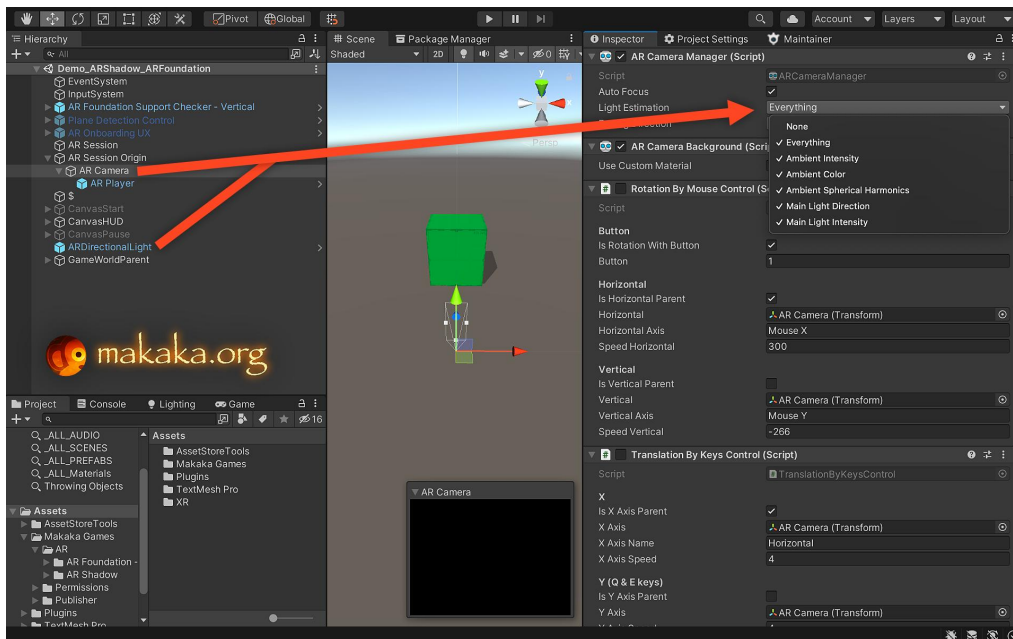 Pivot Global Account Layers Layout
Hierarchy
All
Demo_ARShadow_ARFoundation
EventSystem
InputSystem
AR Foundation Support Checker - Vertical
Plane Detection Control
AR Onboarding UX
AR Session
AR Session Origin
AR Camera
AR Player
$
CanvasStart
CanvasHUD
CanvasPause
ARDirectionalLight
GameWorldParent
makaka.org
Scene Package Manager
Shaded 2D 0
y
x
Persp
AR Camera
Project Console Lighting Game
16
_ALL_AUDIO
_ALL_SCENES
_ALL_PREFABS
_ALL_Materials
Throwing Objects
Assets
AssetStoreTools
Makaka Games
AR
AR Foundation -
AR Shadow
Permissions
Publisher
Plugins
TextMesh Pro
Assets
AssetStoreTools
Makaka Games
Plugins
TextMesh Pro
XR
Inspector Project Settings Maintainer
AR Camera Manager (Script)
Script ARCameraManager
Auto Focus
Light Estimation Everything
None
Everything
Ambient Intensity
Ambient Color
Ambient Spherical Harmonics
Main Light Direction
Main Light Intensity
AR Camera Background (Scri
Use Custom Material
Rotation By Mouse Control (S
Script
Button
Is Rotation With Button
Button 1
Horizontal
Is Horizontal Parent
Horizontal AR Camera (Transform)
Horizontal Axis Mouse X
Speed Horizontal 300
Vertical
Is Vertical Parent
Vertical AR Camera (Transform)
Vertical Axis Mouse Y
Speed Vertical -266
Translation By Keys Control (Script)
Script TranslationByKeysControl
X
Is X Axis Parent
X Axis AR Camera (Transform)
X Axis Name Horizontal
X Axis Speed 4
Y (Q & E keys)
Is Y Axis Parent
Y Axis AR Camera (Transform)